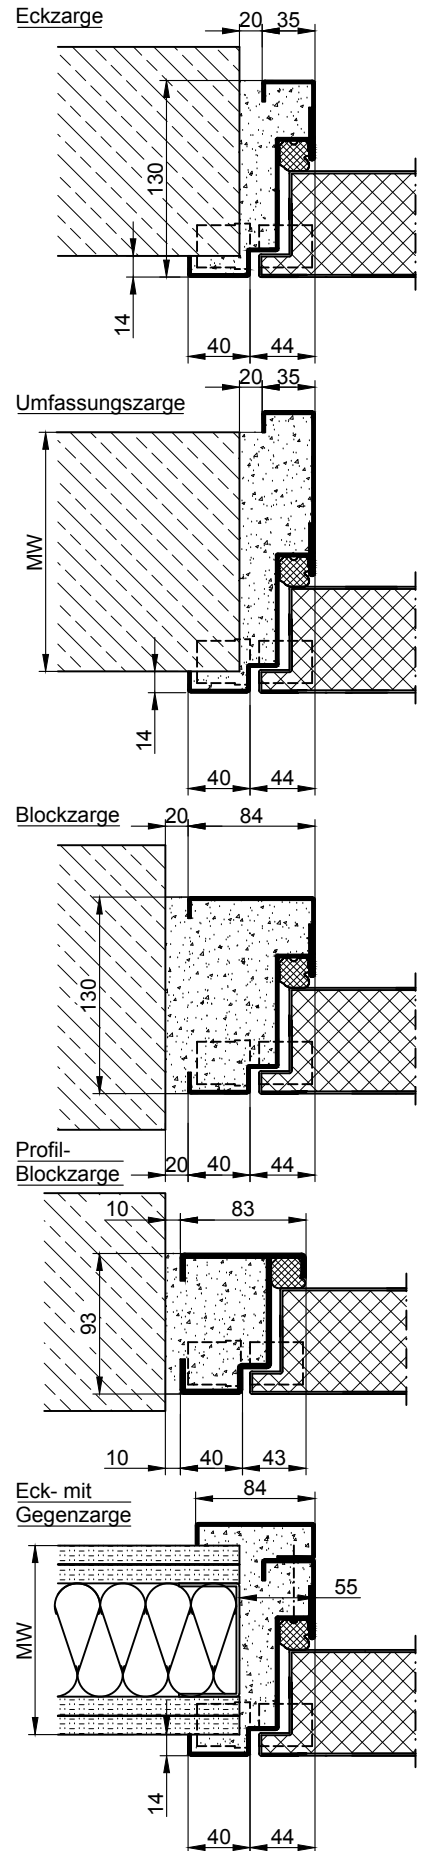 Eckzarge
20 35
130
14
40 44
20 35
Umfassungszarge
MW
14
40 44
Blockzarge 20 84
130
Profil-
Blockzarge 20 40 44
10 83
93
10 40 43
Eck- mit 84
Gegenzarge
55
MW
14
40 44